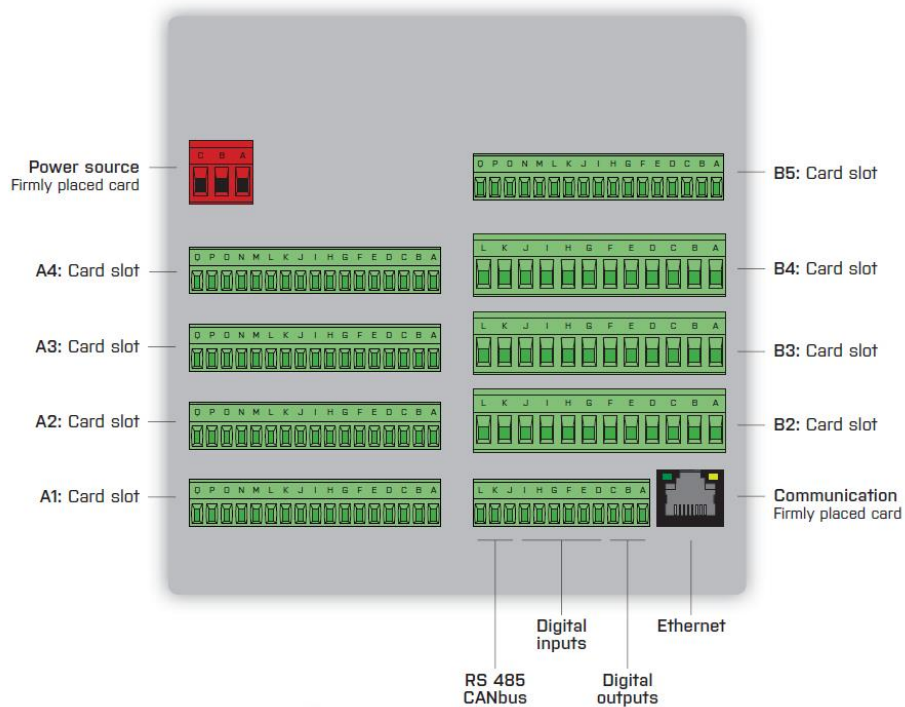 C B A
Power source
Firmly placed card
Q P O N M L K J I H G F E D C B A
B5: Card slot
A4: Card slot
Q P O N M L K J I H G F E D C B A
L K J I H G F E D C B A
B4: Card slot
A3: Card slot
Q P O N M L K J I H G F E D C B A
L K J I H G F E D C B A
B3: Card slot
A2: Card slot
Q P O N M L K J I H G F E D C B A
L K J I H G F E D C B A
B2: Card slot
A1: Card slot
Q P O N M L K J I H G F E D C B A
L K J I H G F E D C B A
Communication
Firmly placed card
Digital
inputs
Ethernet
RS 485
CANbus
Digital
outputs